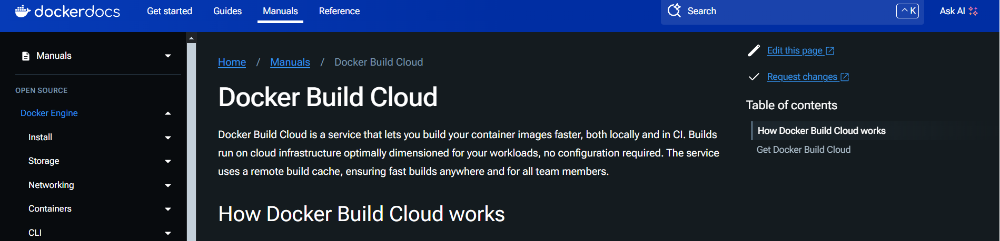 dockerdocs
Get started
Guides
Manuals
Reference
Search
^ K
Ask AI
Manuals
OPEN SOURCE
Docker Engine
Install
Storage
Networking
Containers
CLI
Home / Manuals / Docker Build Cloud
Docker Build Cloud
Docker Build Cloud is a service that lets you build your container images faster, both locally and in CI. Builds
run on cloud infrastructure optimally dimensioned for your workloads, no configuration required. The service
uses a remote build cache, ensuring fast builds anywhere and for all team members.
How Docker Build Cloud works
Edit this page
Request changes
Table of contents
How Docker Build Cloud works
Get Docker Build Cloud